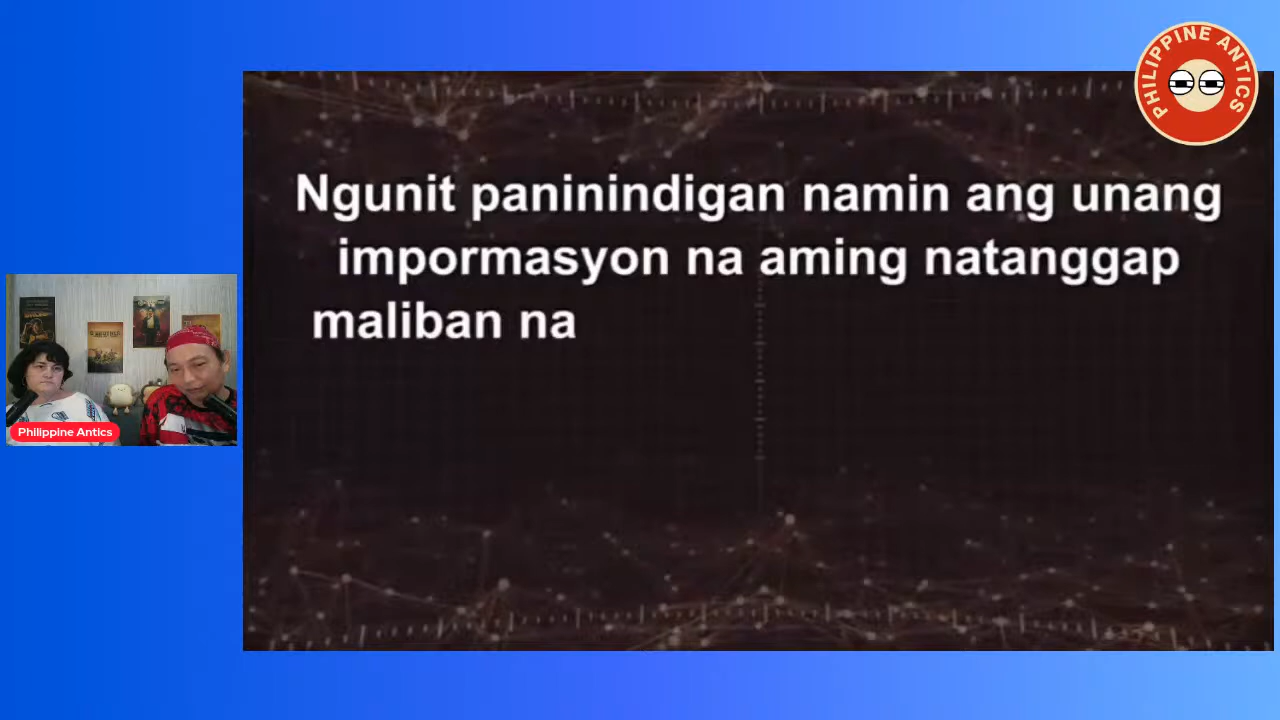 PHILIPPINE ANTICS
Ngunit paninindigan namin ang unang
impormasyon na aming natanggap
maliban na
Philippine Antics